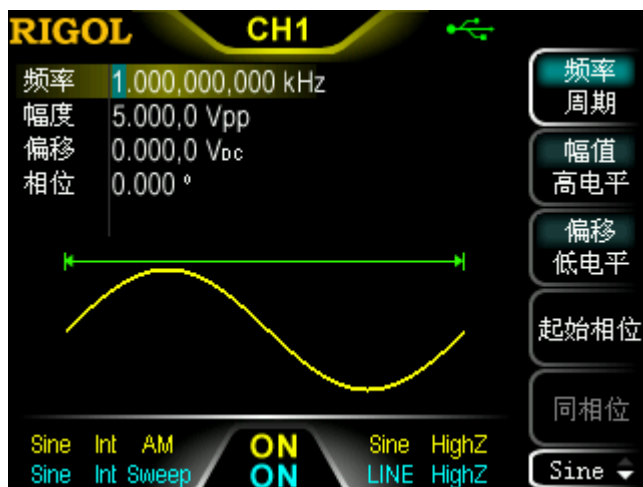 RIGOL CH1
频率 1.000,000,000 kHz
幅度 5.000,0 Vpp
偏移 0.000,0 VDC
相位 0.000 °
频率
周期
幅值
高电平
偏移
低电平
起始相位
同相位
Sine
Sine Int AM ON Sine HighZ
Sine Int Sweep ON LINE HighZ